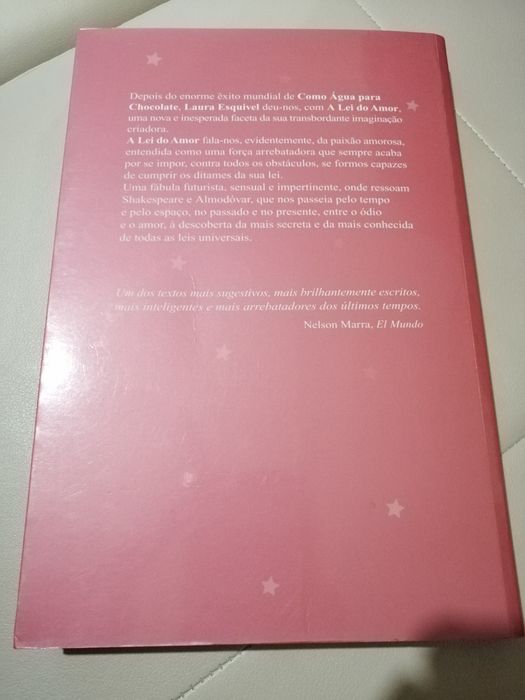 Depois do enorme êxito mundial de Como Água para
Chocolate, Laura Esquivel deu-nos, com A Lei do Amor,
uma nova e inesperada faceta da sua transbordante imaginação
criadora.
A Lei do Amor fala-nos, evidentemente, da paixão amorosa,
entendida como uma força arrebatadora que sempre acaba
por se impor, contra todos os obstáculos, se formos capazes
de cumprir os ditames da sua lei.
Uma fábula futurista, sensual e impertinente, onde ressoam
Shakespeare e Almodóvar, que nos passeia pelo tempo
e pelo espaço, no passado e no presente, entre o ódio
e o amor, à descoberta da mais secreta e da mais conhecida
de todas as leis universais.
Um dos textos mais sugestivos, mais brilhantemente escritos,
mais inteligentes e mais arrebatadores dos últimos tempos.
Nelson Marra, El Mundo